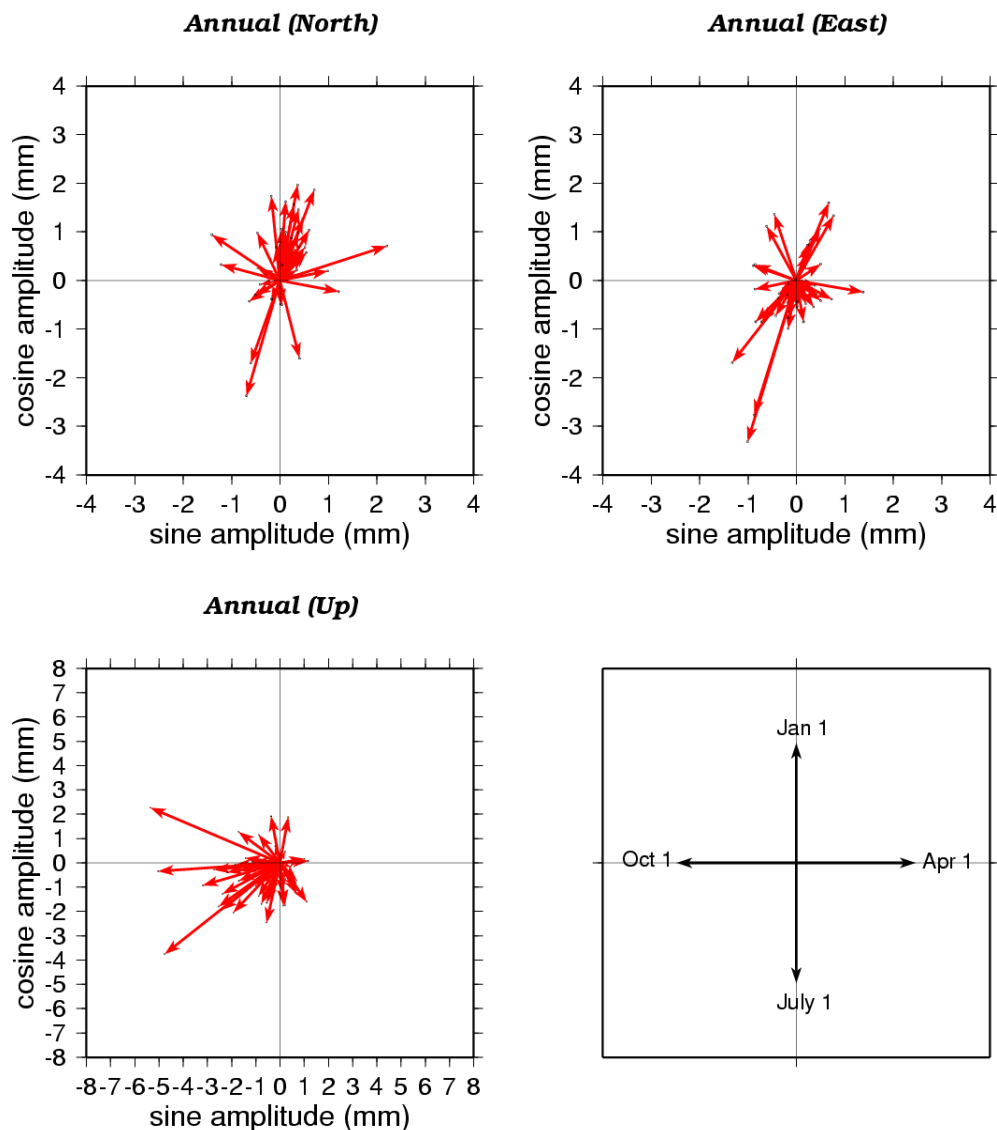 Annual (North)
4
3
2
1
0
-1
-2
-3
-4
cosine amplitude (mm)
-4 -3 -2 -1 0 1 2 3 4
sine amplitude (mm)
Annual (East)
4
3
2
1
0
-1
-2
-3
-4
cosine amplitude (mm)
-4 -3 -2 -1 0 1 2 3 4
sine amplitude (mm)
Annual (Up)
8
7
6
5
4
3
2
1
0
-1
-2
-3
-4
-5
-6
-7
-8
cosine amplitude (mm)
-8 -7 -6 -5 -4 -3 -2 -1 0 1 2 3 4 5 6 7 8
sine amplitude (mm)
Jan 1
Oct 1
Apr 1
July 1